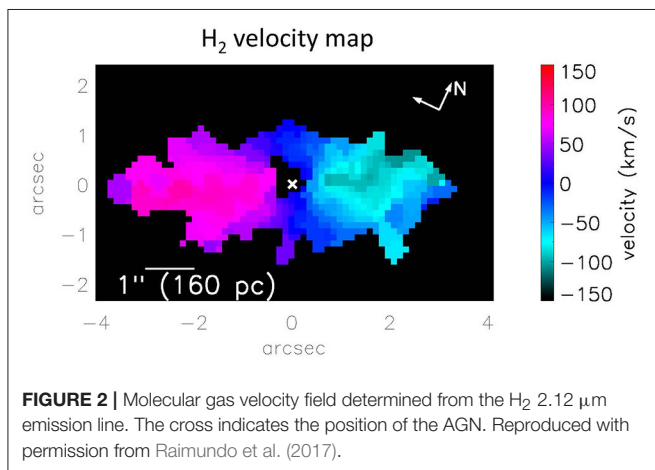 H₂ velocity map
2
1
0
−1
−2
arcsec
N
1" (160 pc)
−4
−2
0
2
4
arcsec
150
100
50
0
−50
−100
−150
velocity (km/s)
FIGURE 2 | Molecular gas velocity field determined from the H₂ 2.12 μm
emission line. The cross indicates the position of the AGN. Reproduced with
permission from Raimundo et al. (2017).